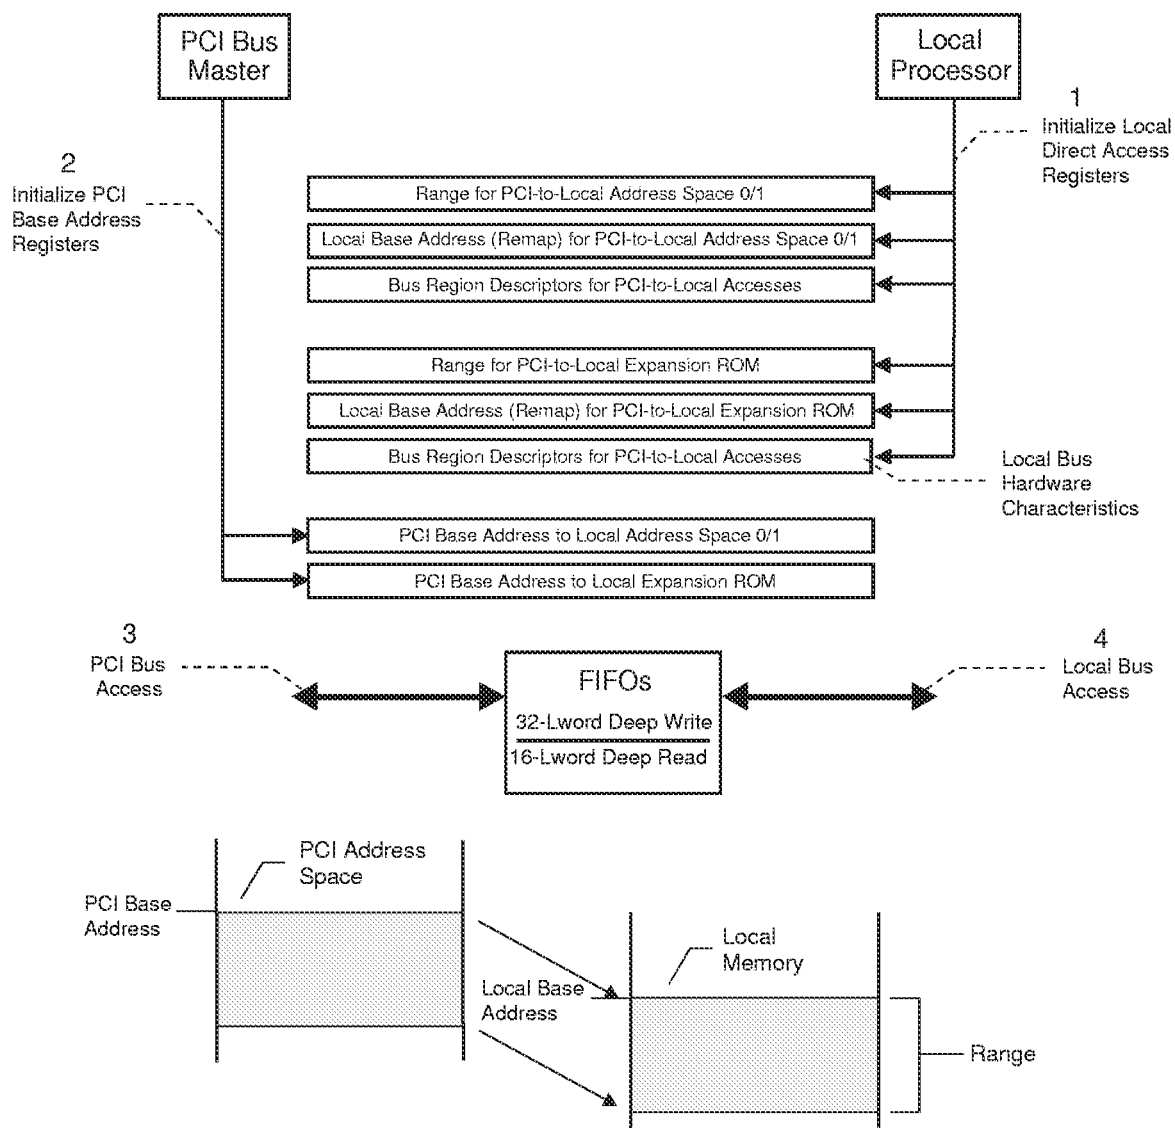 PCI Bus
Master
Local
Processor
1
Initialize Local
Direct Access
Registers
2
Initialize PCI
Base Address
Registers
Range for PCI-to-Local Address Space 0/1
Local Base Address (Remap) for PCI-to-Local Address Space 0/1
Bus Region Descriptors for PCI-to-Local Accesses
Range for PCI-to-Local Expansion ROM
Local Base Address (Remap) for PCI-to-Local Expansion ROM
Bus Region Descriptors for PCI-to-Local Accesses
Local Bus
Hardware
Characteristics
PCI Base Address to Local Address Space 0/1
PCI Base Address to Local Expansion ROM
3
PCI Bus
Access
FIFOs
32-Lword Deep Write
16-Lword Deep Read
4
Local Bus
Access
PCI Address
Space
PCI Base
Address
Local
Memory
Local Base
Address
Range